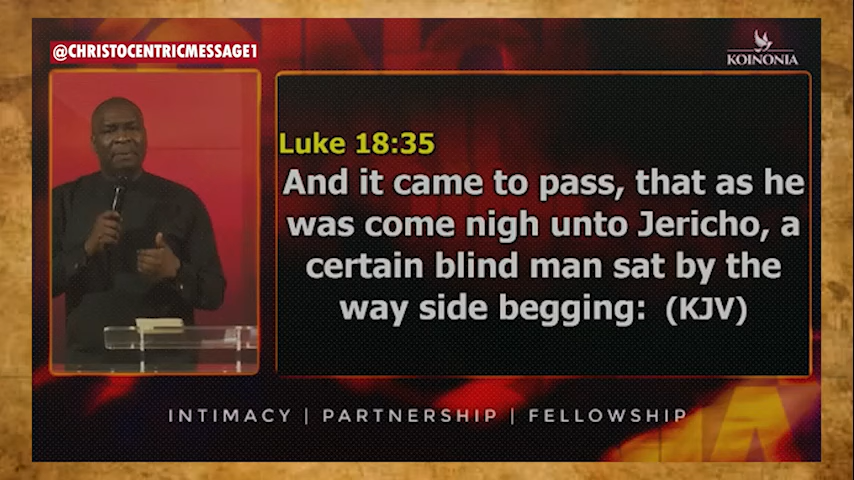 @CHRISTOCENTRICMESSAGE1
KOINONIA
Luke 18:35
And it came to pass, that as he
was come nigh unto Jericho, a
certain blind man sat by the
way side begging: (KJV)
INTIMACY | PARTNERSHIP | FELLOWSHIP